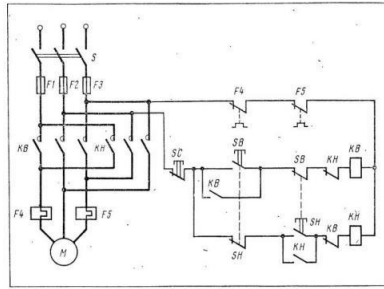 S
F1 F2 F3
F4 F5
KB KH
SC
SB
SB KH KB
KB
SH
F4 F5
KH KB KH
SH
M